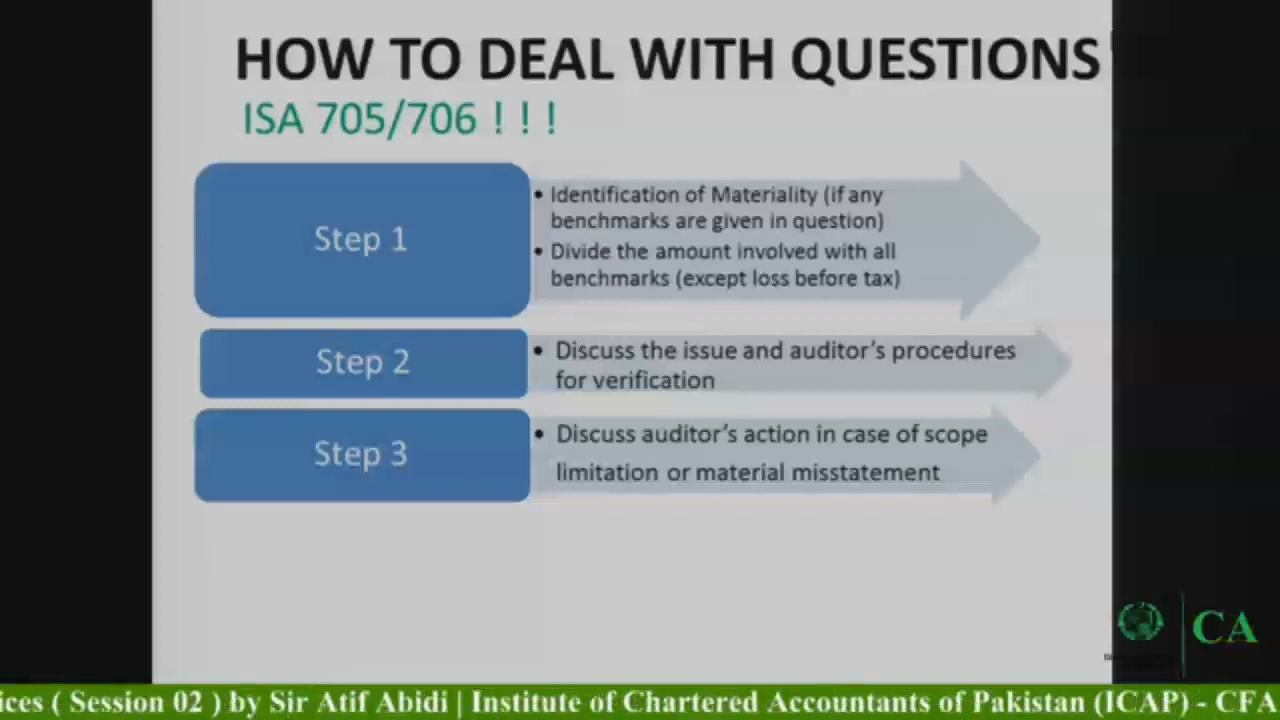 HOW TO DEAL WITH QUESTIONS
ISA 705/706 ! ! !
Step 1
• Identification of Materiality (if any
benchmarks are given in question)
• Divide the amount involved with all
benchmarks (except loss before tax)
Step 2
• Discuss the issue and auditor's procedures
for verification
Step 3
• Discuss auditor's action in case of scope
limitation or material misstatement
CA
ices ( Session 02 ) by Sir Atif Abidi | Institute of Chartered Accountants of Pakistan (ICAP) - CFA